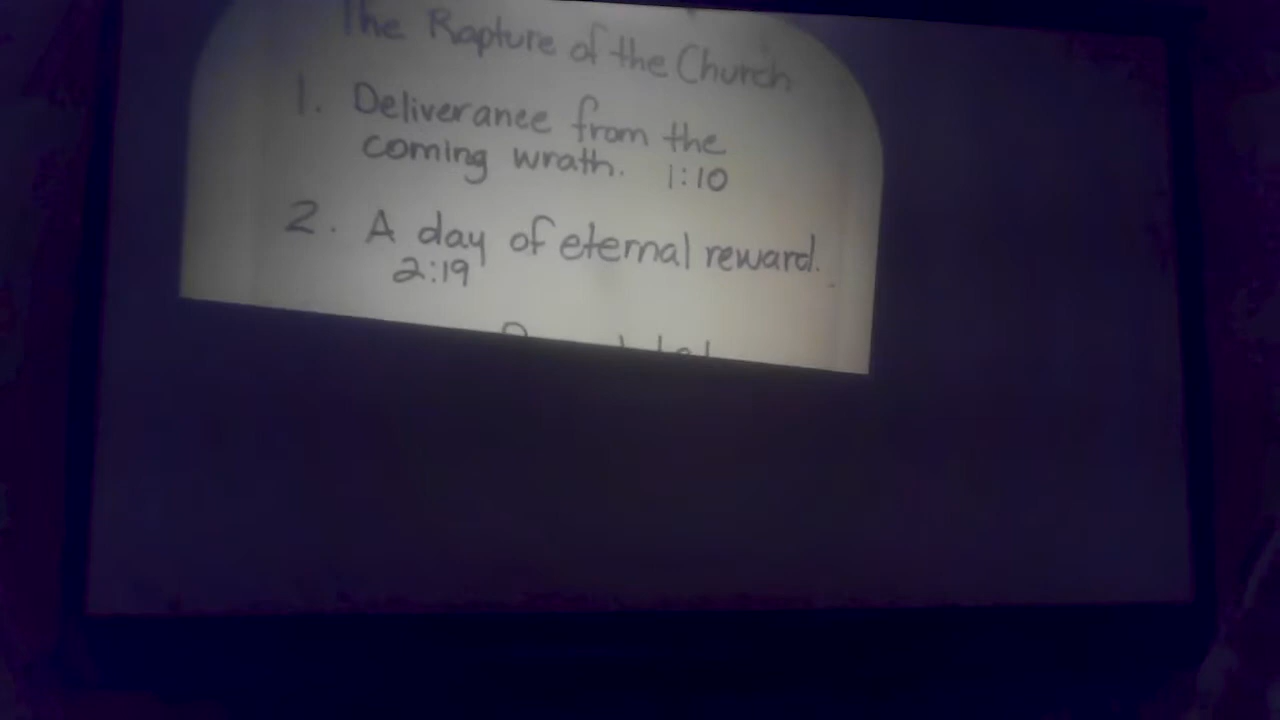 The Rapture of the Church
1. Deliverance from the
coming wrath. 1:10
2. A day of eternal reward.
2:19